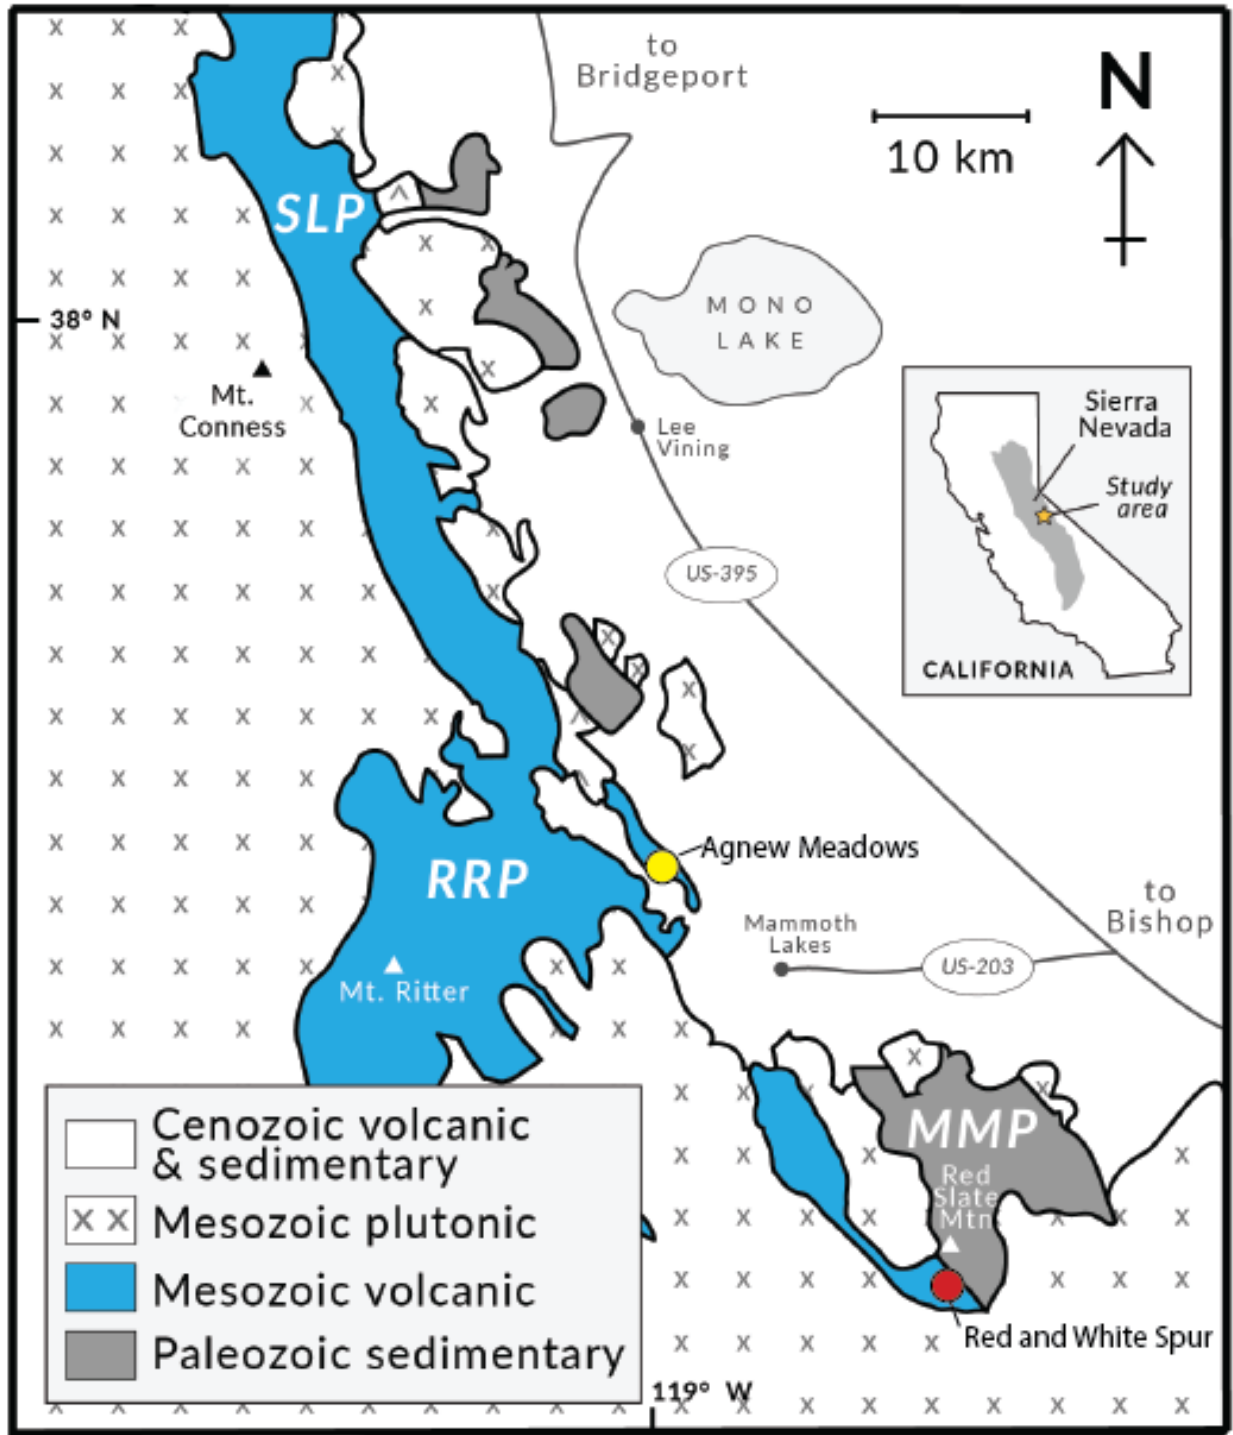 to
Bridgeport
N
10 km
SLP
MONO
LAKE
38° N
Mt.
Conness
Lee
Vining
Sierra
Nevada
Study
area
CALIFORNIA
US-395
Agnew Meadows
RRP
to
Bishop
Mammoth
Lakes
US-203
Mt. Ritter
MMP
Red
Slate
Mtn
Cenozoic volcanic
& sedimentary
x x
Mesozoic plutonic
Mesozoic volcanic
Paleozoic sedimentary
Red and White Spur
119° W